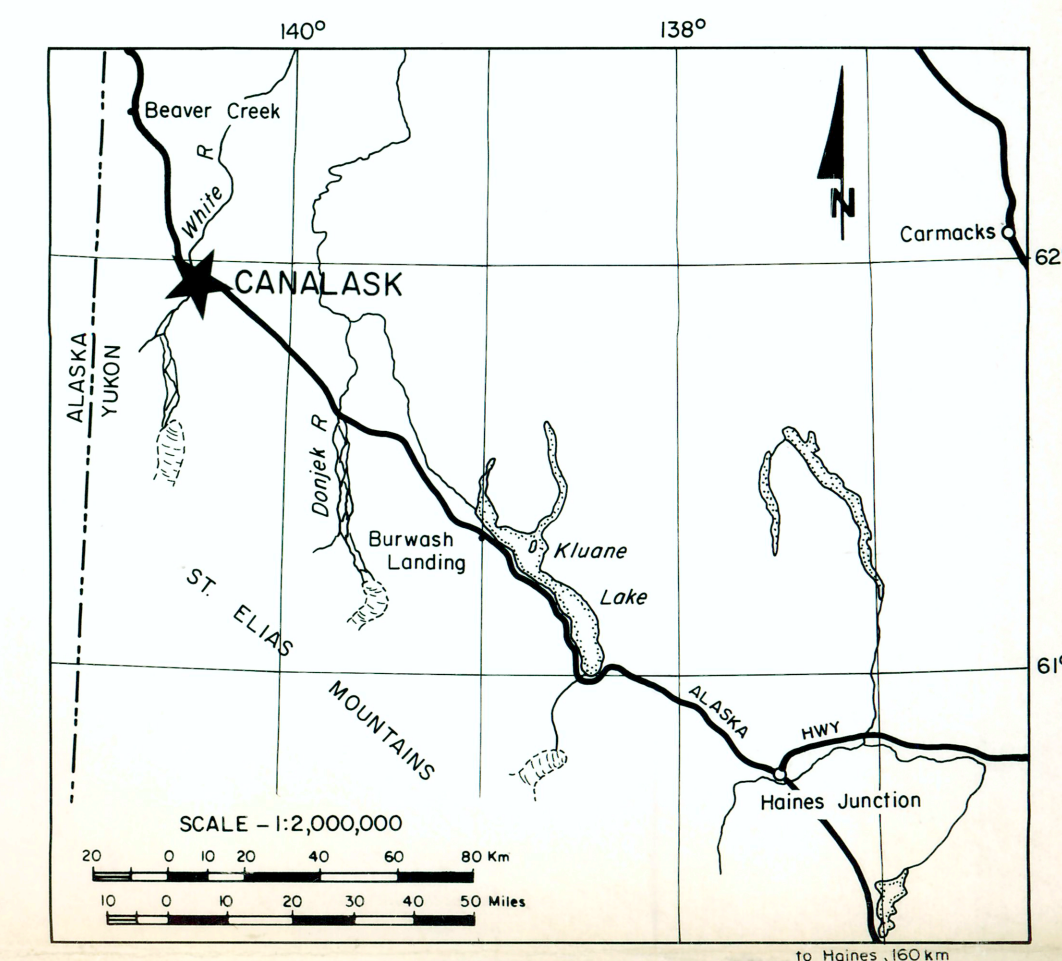 140°
138°
Beaver Creek
White R
N
Carmacks
62
CANALASK
ALASKA
YUKON
Donjek R
Burwash
Landing
Kluane
Lake
ST. ELIAS
MOUNTAINS
61°
ALASKA
HWY
Haines Junction
SCALE – 1:2,000,000
20 0 10 20 40 60 80 Km
10 0 10 20 30 40 50 Miles
to Haines, 160 km